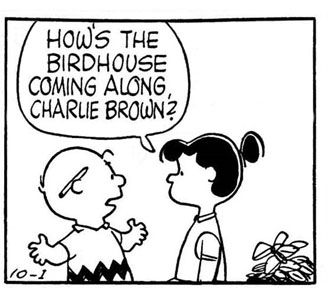 HOW'S THE
BIRDHOUSE
COMING ALONG,
CHARLIE BROWN?
10-1